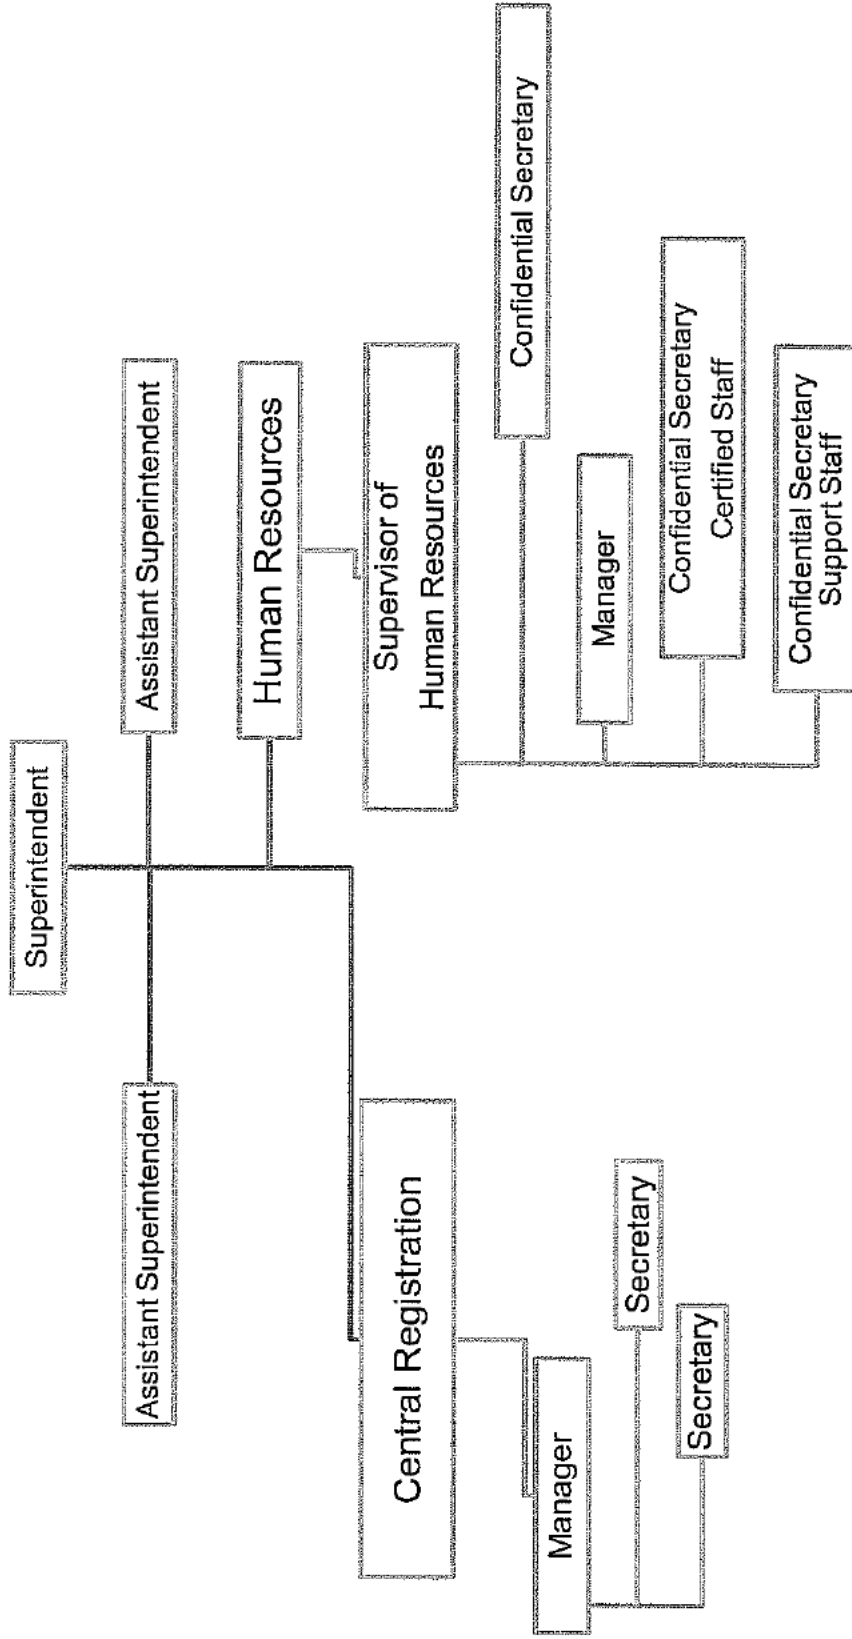 Superintendent
Assistant Superintendent
Assistant Superintendent
Human Resources
Central Registration
Supervisor of
Human Resources
Manager
Secretary
Secretary
Confidential Secretary
Manager
Confidential Secretary
Certified Staff
Confidential Secretary
Support Staff